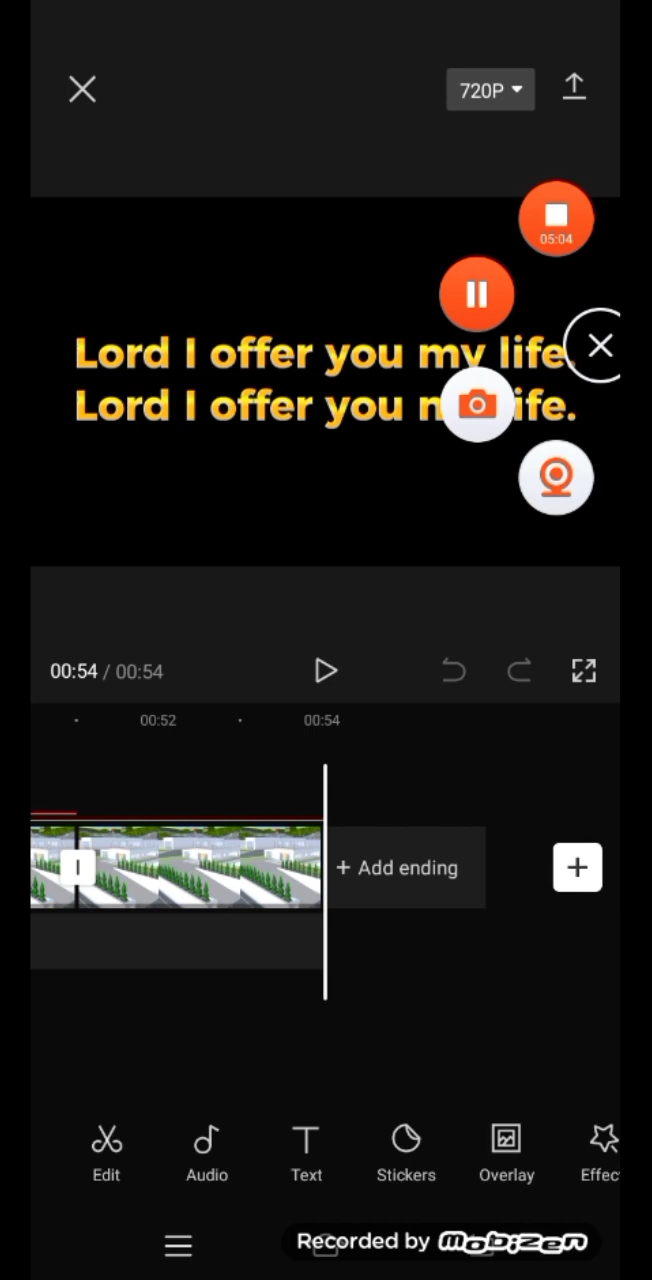 720P
05:04
Lord I offer you my life.
Lord I offer you m ife.
00:54 / 00:54
00:52
00:54
+ Add ending
Edit
Audio
Text
Stickers
Overlay
Effec
Recorded by mobizen